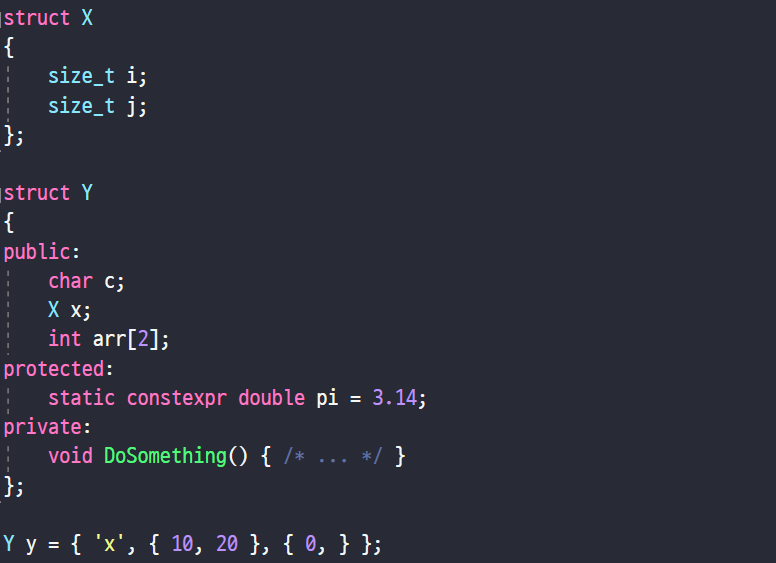 struct X
{
    size_t i;
    size_t j;
};

struct Y
{
public:
    char c;
    X x;
    int arr[2];
protected:
    static constexpr double pi = 3.14;
private:
    void DoSomething() { /* ... */ }
};

Y y = { 'x', { 10, 20 }, { 0, } };